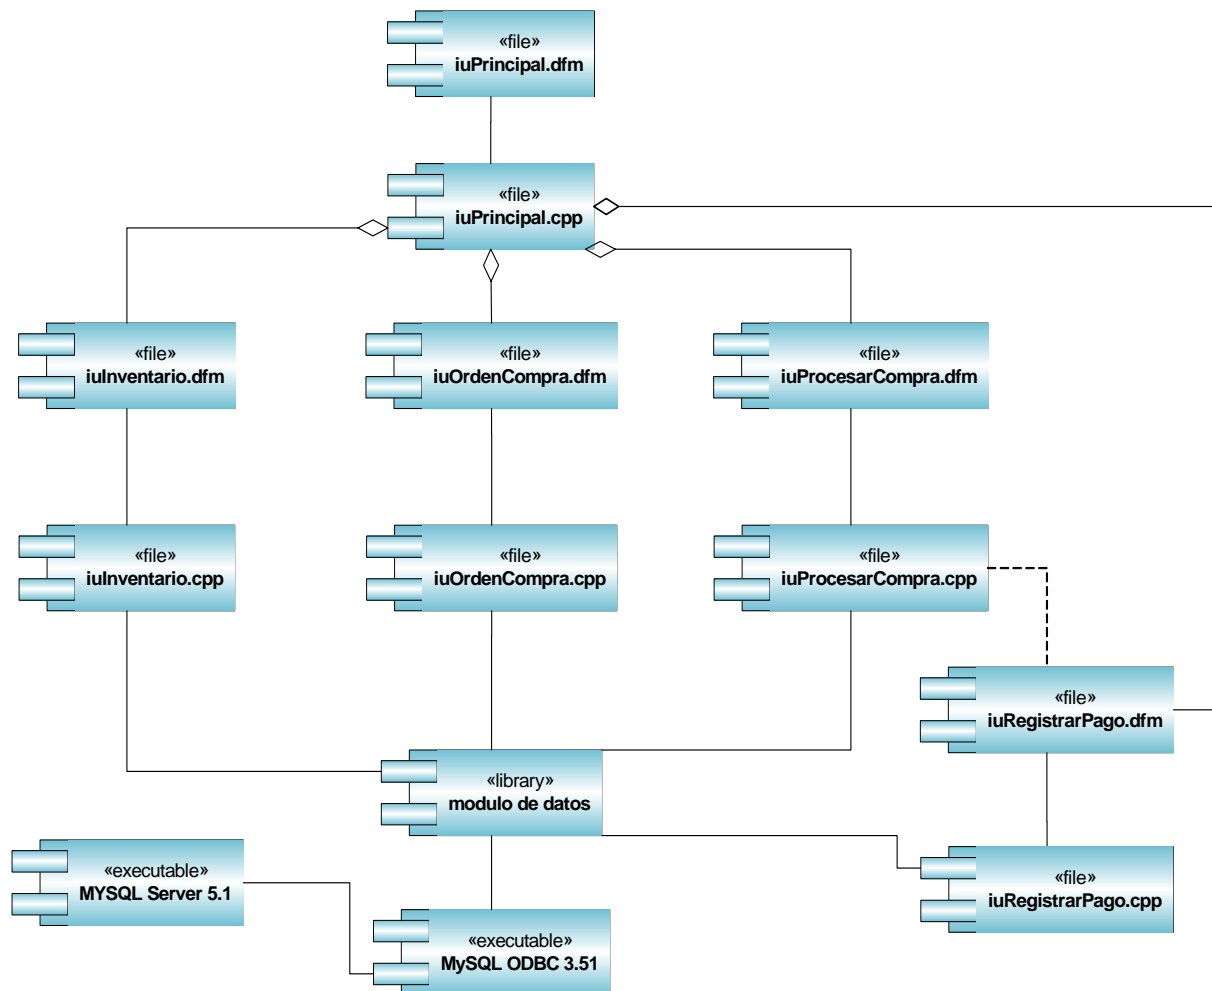 «file»
iuPrincipal.dfm
«file»
iuPrincipal.cpp
«file»
iuInventario.dfm
«file»
iuOrdenCompra.dfm
«file»
iuProcesarCompra.dfm
«file»
iuInventario.cpp
«file»
iuOrdenCompra.cpp
«file»
iuProcesarCompra.cpp
«file»
iuRegistrarPago.dfm
«library»
modulo de datos
«executable»
MYSQL Server 5.1
«file»
iuRegistrarPago.cpp
«executable»
MySQL ODBC 3.51